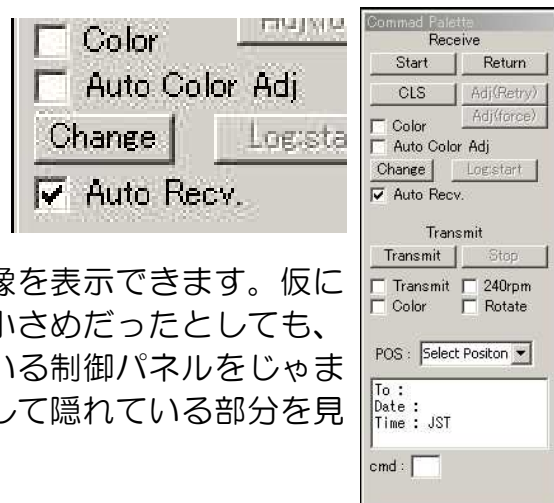 Color
Auto Color Adj
Change
Log:sta
Auto Recv.
像を表示できます。仮に
小さめだったとしても、
いる制御パネルをじゃま
して隠れている部分を見
Commad Palette
Receive
Start Return
CLS Adj(Retry)
Adj(force)
Color
Auto Color Adj
Change Log:start
Auto Recv.
Transmit
Transmit Stop
Transmit 240rpm
Color Rotate
POS : Select Positon
To :
Date :
Time : JST
cmd :